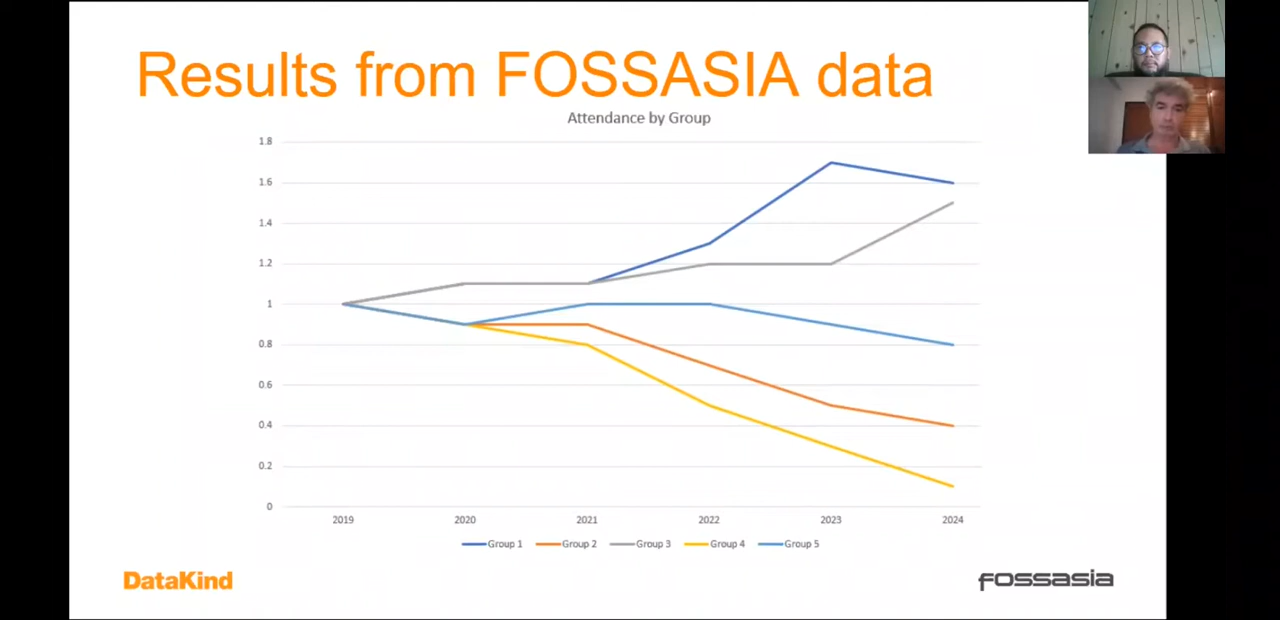 Results from FOSSASIA data
Attendance by Group
1.8
1.6
1.4
1.2
1
0.8
0.6
0.4
0.2
0
2019 2020 2021 2022 2023 2024
Group 1 Group 2 Group 3 Group 4 Group 5
DataKind fossasia